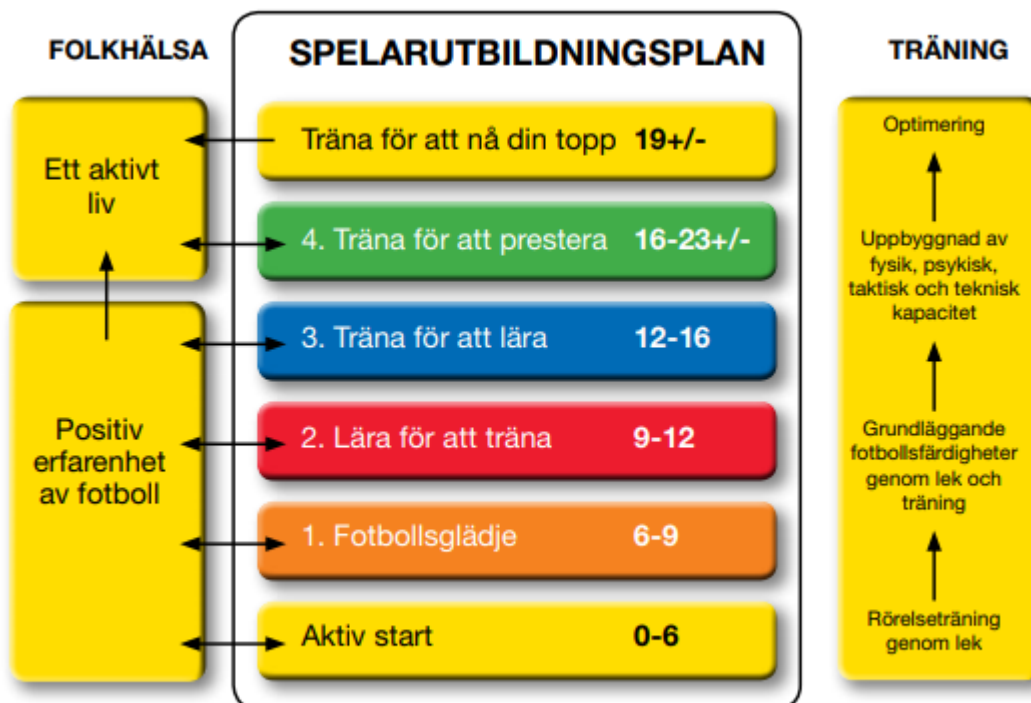 FOLKHÄLSA
Ett aktivt
liv
Positiv
erfarenhet
av fotboll
SPELARUTBILDNINGSPLAN
Träna för att nå din topp 19+/-
4. Träna för att prestera 16-23+/-
3. Träna för att lära 12-16
2. Lära för att träna 9-12
1. Fotbollsglädje 6-9
Aktiv start 0-6
TRÄNING
Optimering
Uppbyggnad av
fysik, psykisk,
taktisk och teknisk
kapacitet
Grundläggande
fotbollsfärdigheter
genom lek och
träning
Rörelseträning
genom lek